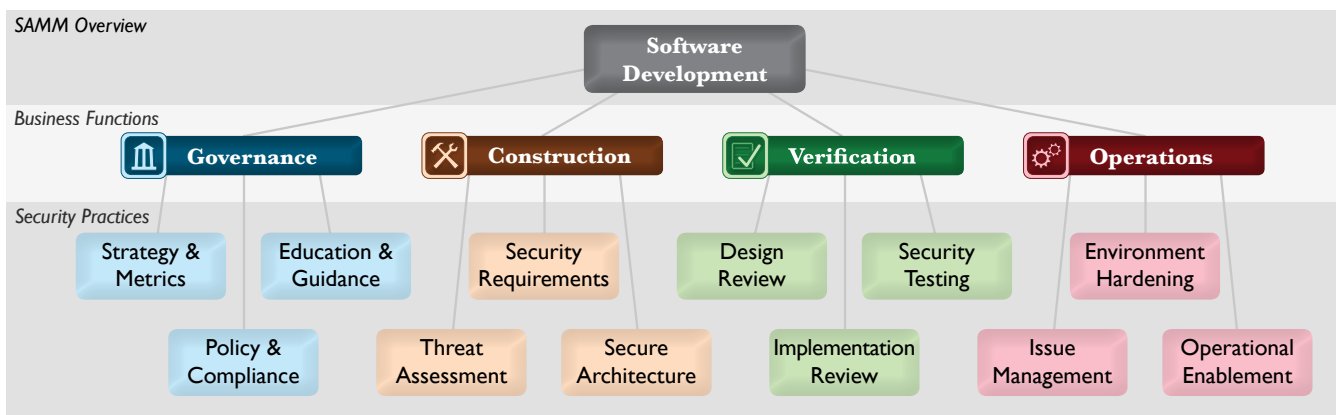 SAMM Overview
Software
Development
Business Functions
Governance
Construction
Verification
Operations
Security Practices
Strategy &
Metrics
Education &
Guidance
Security
Requirements
Design
Review
Security
Testing
Environment
Hardening
Policy &
Compliance
Threat
Assessment
Secure
Architecture
Implementation
Review
Issue
Management
Operational
Enablement